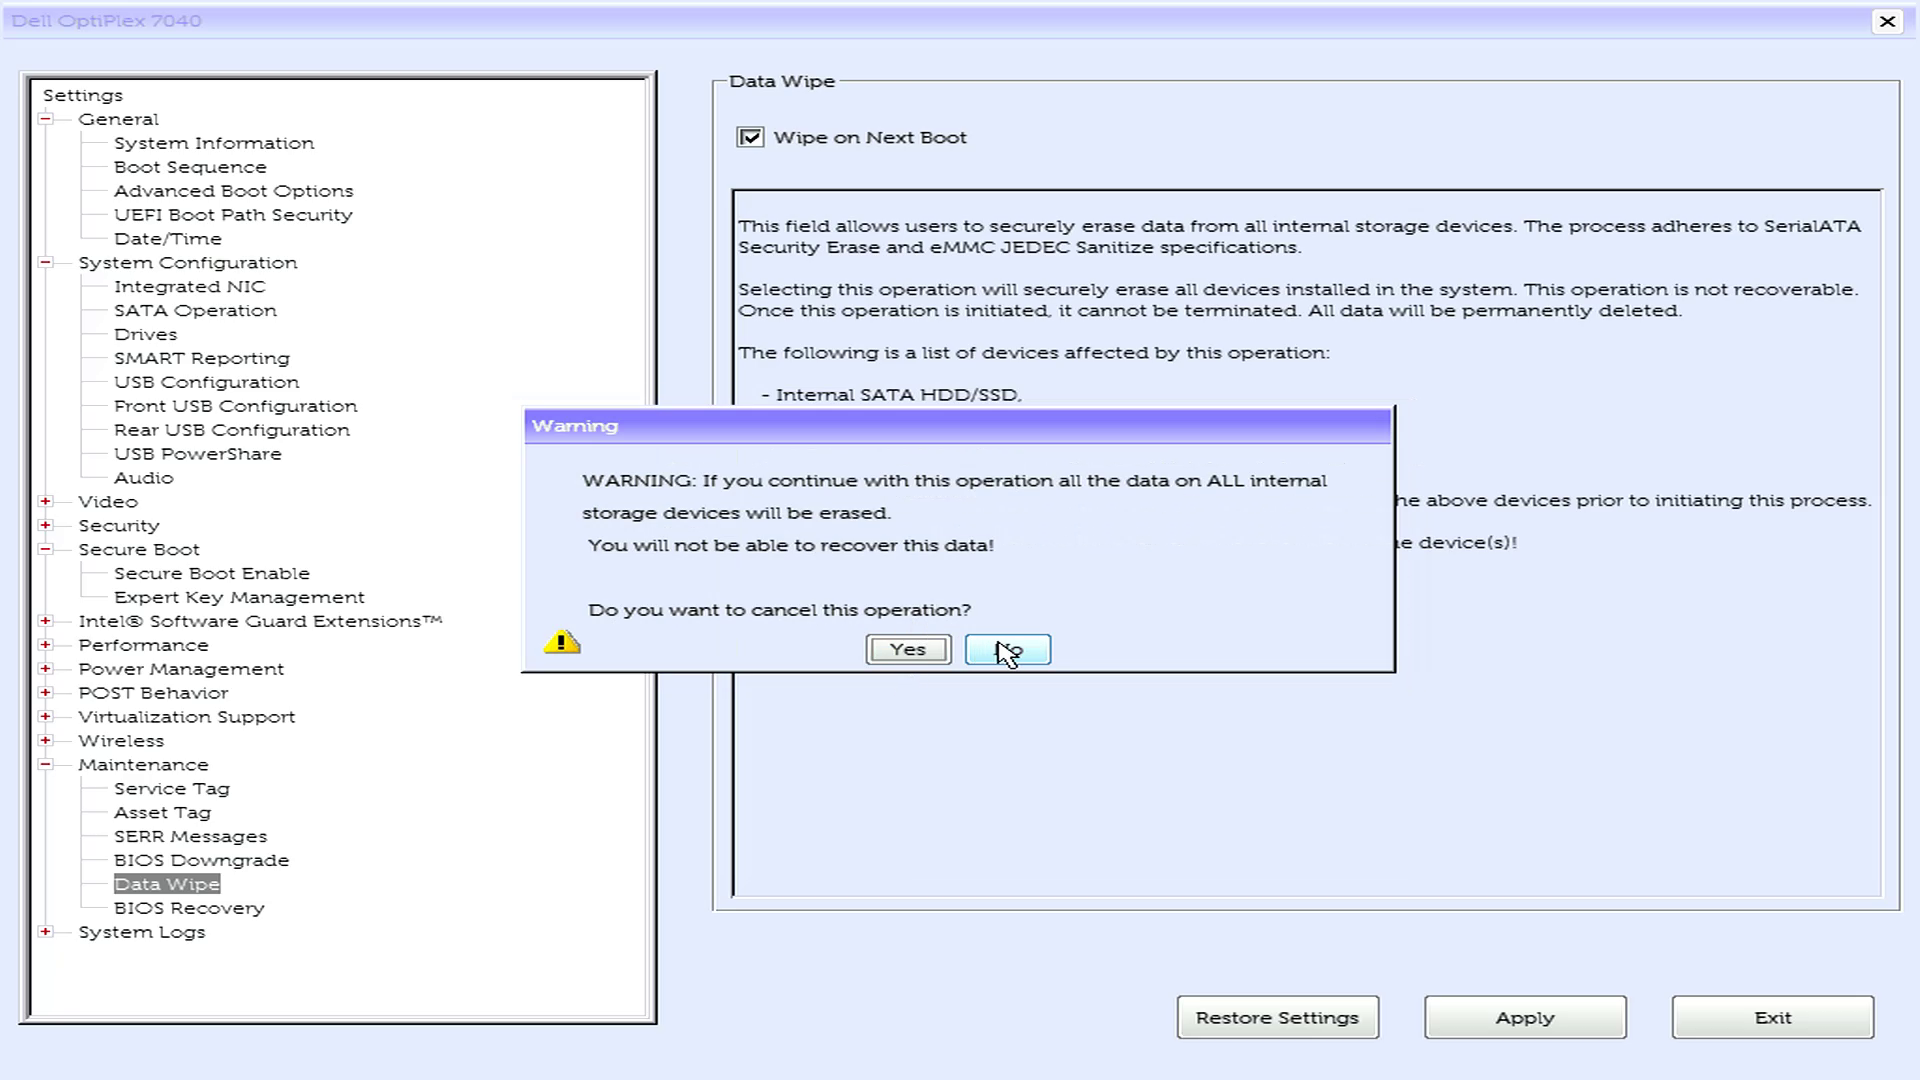 Dell OptiPlex 7040
Settings
General
System Information
Boot Sequence
Advanced Boot Options
UEFI Boot Path Security
Date/Time
System Configuration
Integrated NIC
SATA Operation
Drives
SMART Reporting
USB Configuration
Front USB Configuration
Rear USB Configuration
USB PowerShare
Audio
Video
Security
Secure Boot
Secure Boot Enable
Expert Key Management
Intel® Software Guard Extensions™
Performance
Power Management
POST Behavior
Virtualization Support
Wireless
Maintenance
Service Tag
Asset Tag
SERR Messages
BIOS Downgrade
Data Wipe
BIOS Recovery
System Logs
Data Wipe
Wipe on Next Boot
This field allows users to securely erase data from all internal storage devices. The process adheres to SerialATA
Security Erase and eMMC JEDEC Sanitize specifications.
Selecting this operation will securely erase all devices installed in the system. This operation is not recoverable.
Once this operation is initiated, it cannot be terminated. All data will be permanently deleted.
The following is a list of devices affected by this operation:
- Internal SATA HDD/SSD,
above devices prior to initiating this process.
device(s)!
Warning
WARNING: If you continue with this operation all the data on ALL internal
storage devices will be erased.
You will not be able to recover this data!
Do you want to cancel this operation?
Yes
Restore Settings
Apply
Exit